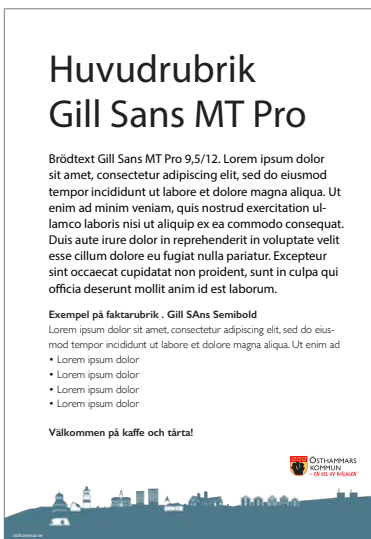 Huvudrubrik
Gill Sans MT Pro
Brödtext Gill Sans MT Pro 9,5/12. Lorem ipsum dolor
sit amet, consectetur adipiscing elit, sed do eiusmod
tempor incididunt ut labore et dolore magna aliqua. Ut
enim ad minim veniam, quis nostrud exercitation ul-
lamco laboris nisi ut aliquip ex ea commodo consequat.
Duis aute irure dolor in reprehenderit in voluptate velit
esse cillum dolore eu fugiat nulla pariatur. Excepteur
sint occaecat cupidatat non proident, sunt in culpa qui
officia deserunt mollit anim id est laborum.
Exempel på faktarubrik . Gill SAns Semibold
Lorem ipsum dolor sit amet, consectetur adipiscing elit, sed do eius-
mod tempor incididunt ut labore et dolore magna aliqua. Ut enim ad
• Lorem ipsum dolor
• Lorem ipsum dolor
• Lorem ipsum dolor
• Lorem ipsum dolor
Välkommen på kaffe och tårta!
ÖSTHAMMARS
KOMMUN
– EN DEL AV ROSLAGEN
osthammar.se